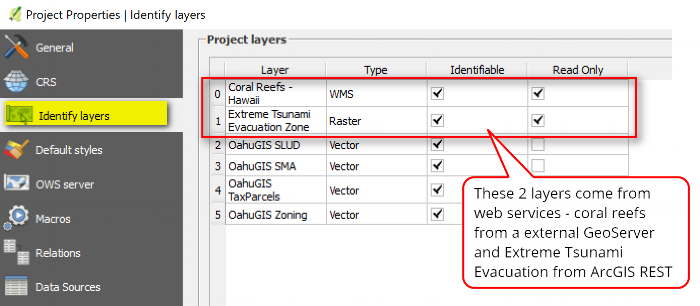 Project Properties | Identify layers
General
CRS
Identify layers
Default styles
OWS server
Macros
Relations
Data Sources
Project layers
Layer Type Identifiable Read Only
0 Coral Reefs - Hawaii WMS
1 Extreme Tsunami Evacuation Zone Raster
2 OahuGIS SLUD Vector
3 OahuGIS SMA Vector
4 OahuGIS TaxParcels Vector
5 OahuGIS Zoning Vector
These 2 layers come from
web services - coral reefs
from a external GeoServer
and Extreme Tsunami
Evacuation from ArcGIS REST